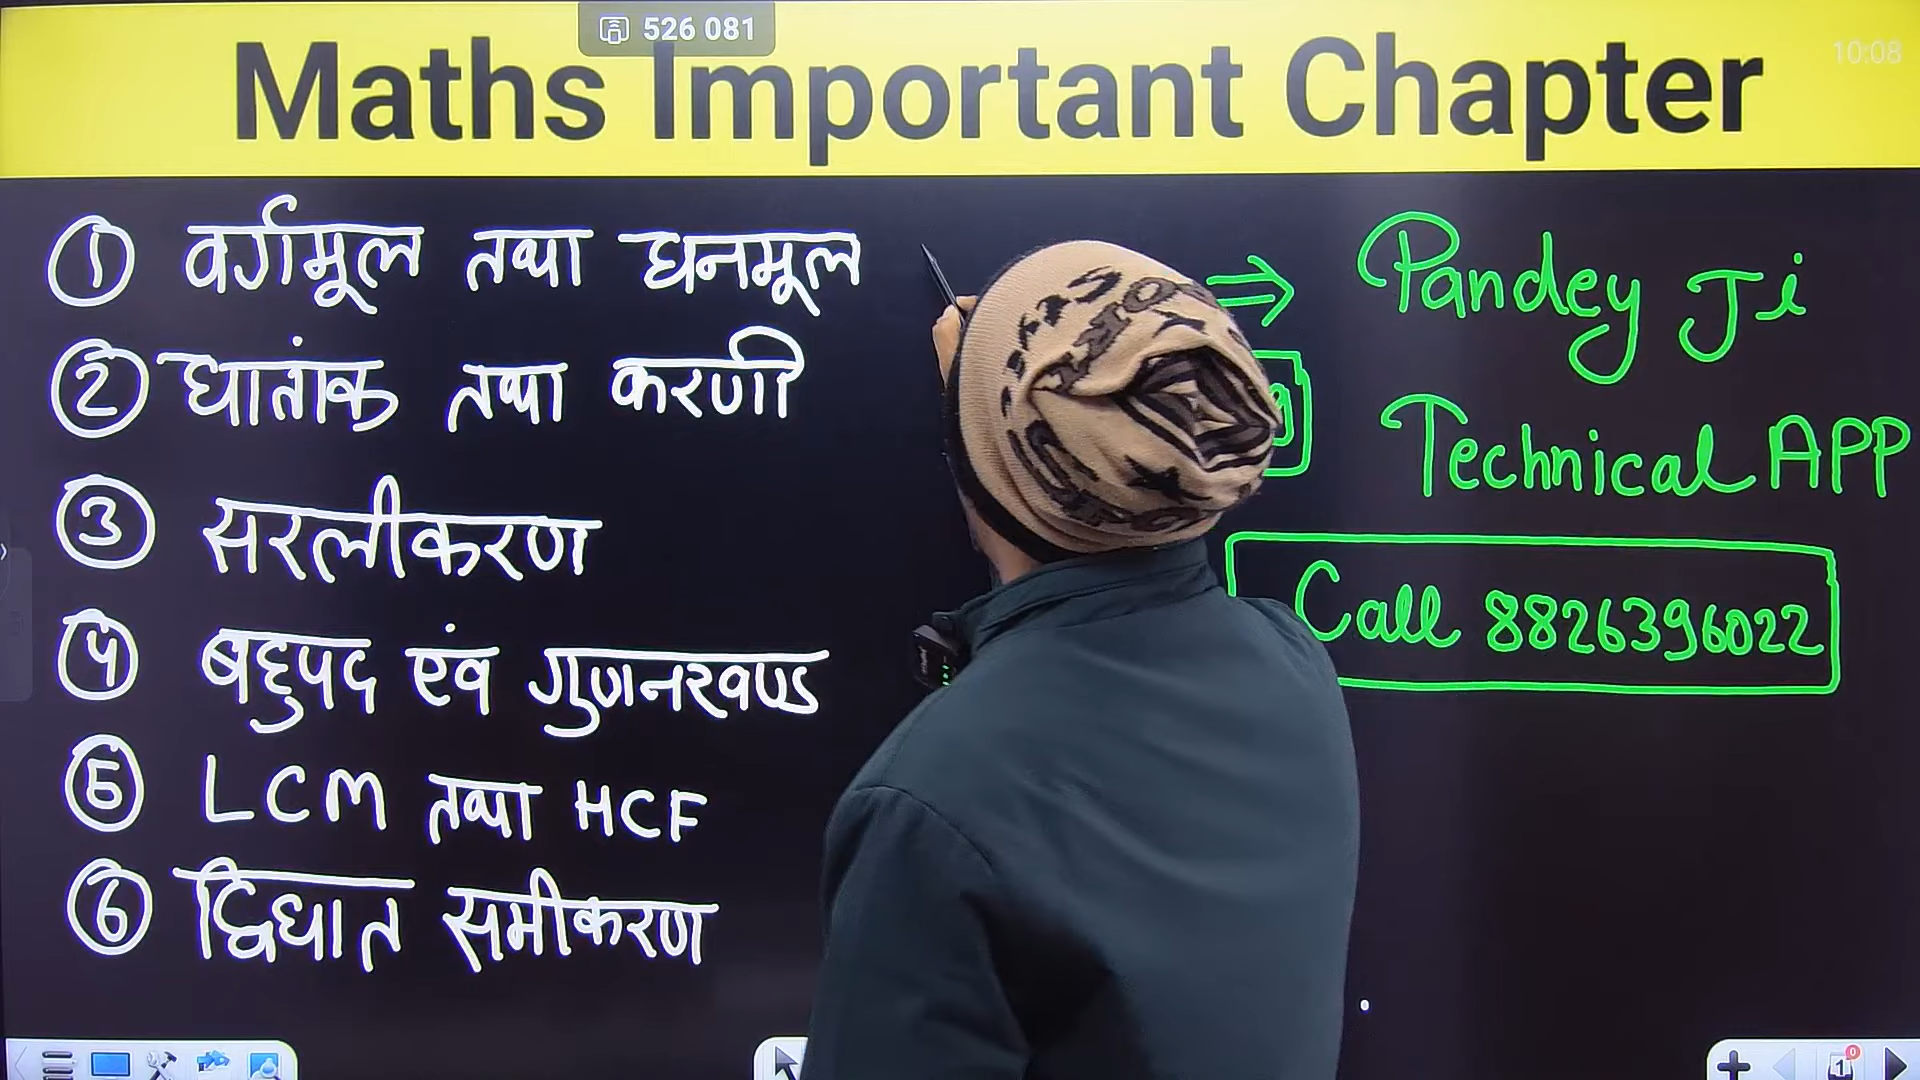 526 081
10:08
Maths Important Chapter
① वर्गमूल तथा घनमूल
② घातांक तथा करणी
③ सरलीकरण
④ बहुपद एंव गुणनखण्ड
⑤ LCM तथा HCF
⑥ द्विघात समीकरण
⇒ Pandey Ji
Technical APP
Call 8826396022